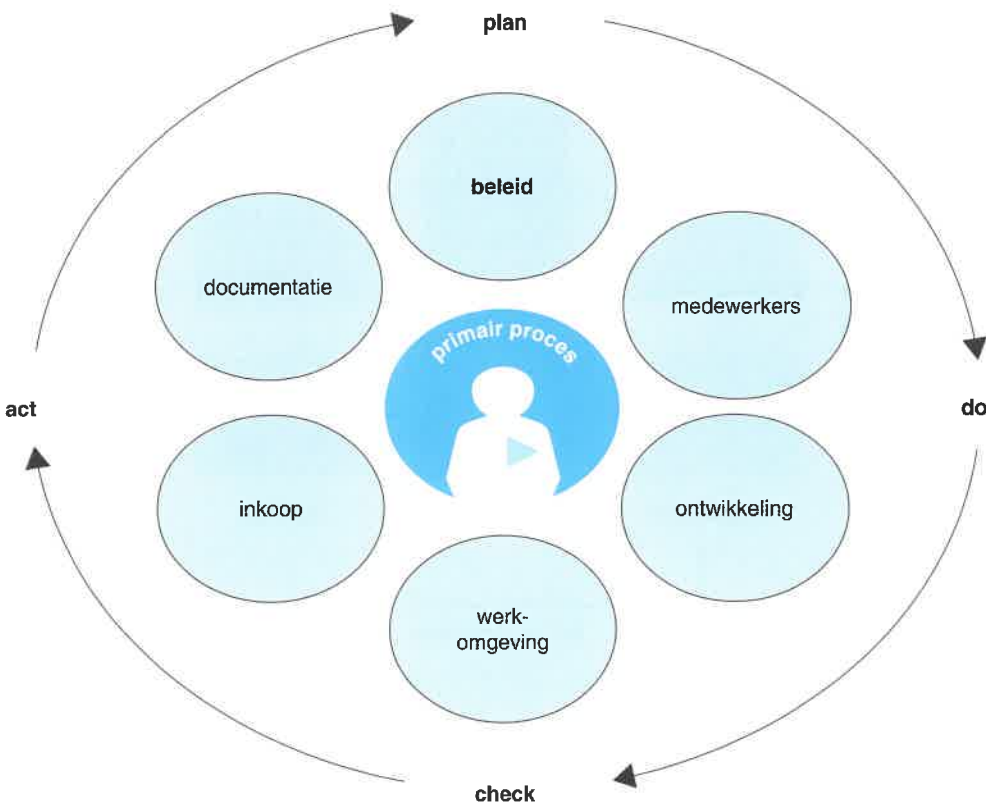 plan
beleid
documentatie
medewerkers
primair proces
act
do
inkoop
ontwikkeling
werk-
omgeving
check